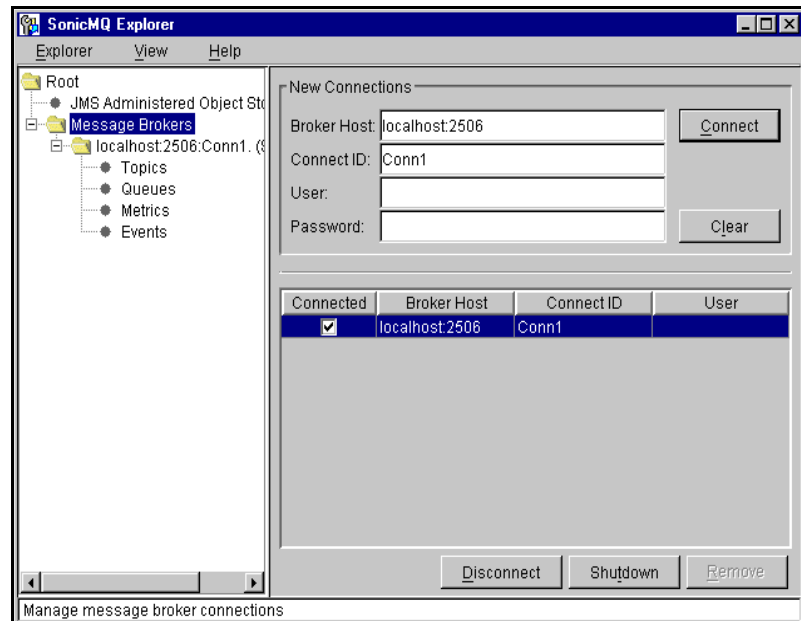 SonicMQ Explorer
Explorer View Help
Root
JMS Administered Object Sto
Message Brokers
localhost:2506:Conn1. (S
Topics
Queues
Metrics
Events
New Connections
Broker Host: localhost:2506 Connect
Connect ID: Conn1
User:
Password: Clear
Connected Broker Host Connect ID User
localhost:2506 Conn1
Disconnect Shutdown Remove
Manage message broker connections